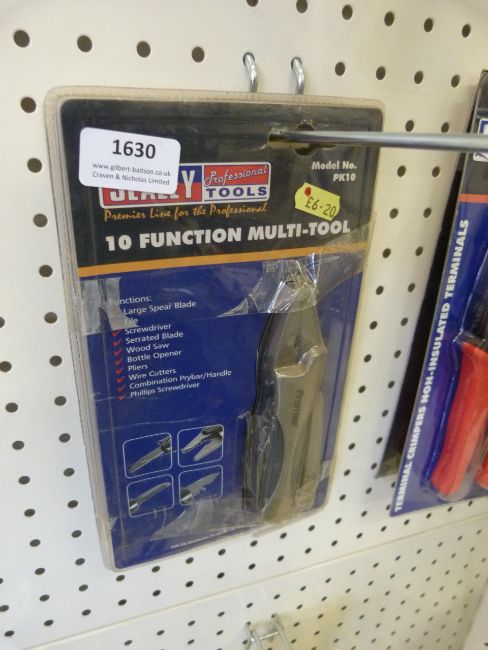 1630
www.gilbert-baitson.co.uk
Craven & Nicholas Limited
SEALEY Professional
TOOLS
Premier Line for the Professional
Model No.
PK10
£6.20
10 FUNCTION MULTI-TOOL
Functions:
Large Spear Blade
File
Screwdriver
Serrated Blade
Wood Saw
Bottle Opener
Pliers
Wire Cutters
Combination Prybar/Handle
Phillips Screwdriver
Premier
TERMINAL CRIMPERS NON-INSULATED TERMINALS